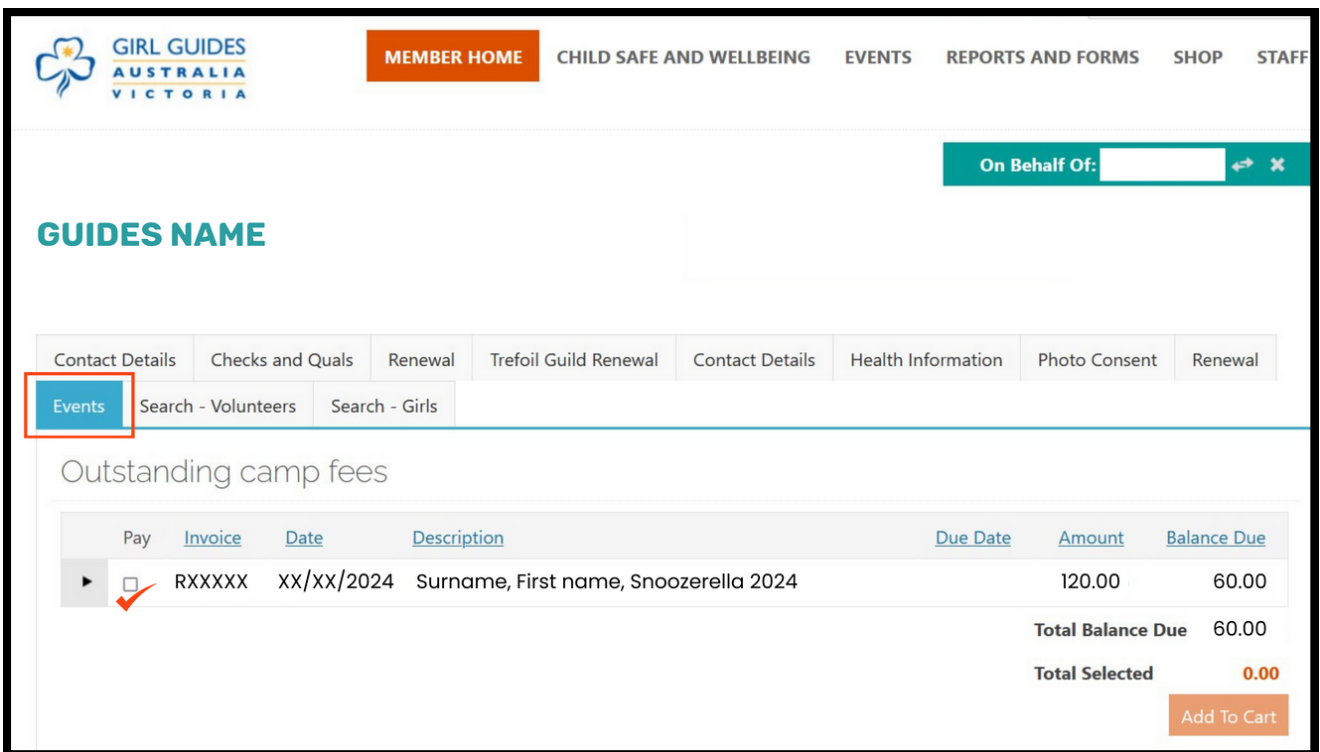 GIRL GUIDES
AUSTRALIA
VICTORIA
MEMBER HOME CHILD SAFE AND WELLBEING EVENTS REPORTS AND FORMS SHOP STAFF
On Behalf Of:
GUIDES NAME
Contact Details Checks and Quals Renewal Trefoil Guild Renewal Contact Details Health Information Photo Consent Renewal
Events Search - Volunteers Search - Girls
Outstanding camp fees
Pay Invoice Date Description Due Date Amount Balance Due
RXXXXX XX/XX/2024 Surname, First name, Snoozerella 2024 120.00 60.00
Total Balance Due 60.00
Total Selected 0.00
Add To Cart